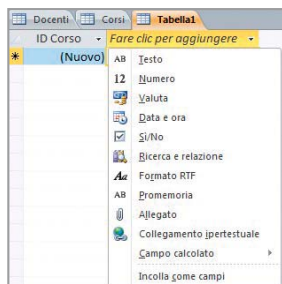 Docenti Corsi Tabella1
ID Corso Fare clic per aggiungere
(Nuovo) AB Testo
12 Numero
Valuta
Data e ora
Sì/No
Ricerca e relazione
Aa Formato RTF
AB Promemoria
Allegato
Collegamento ipertestuale
Campo calcolato
Incolla come campi